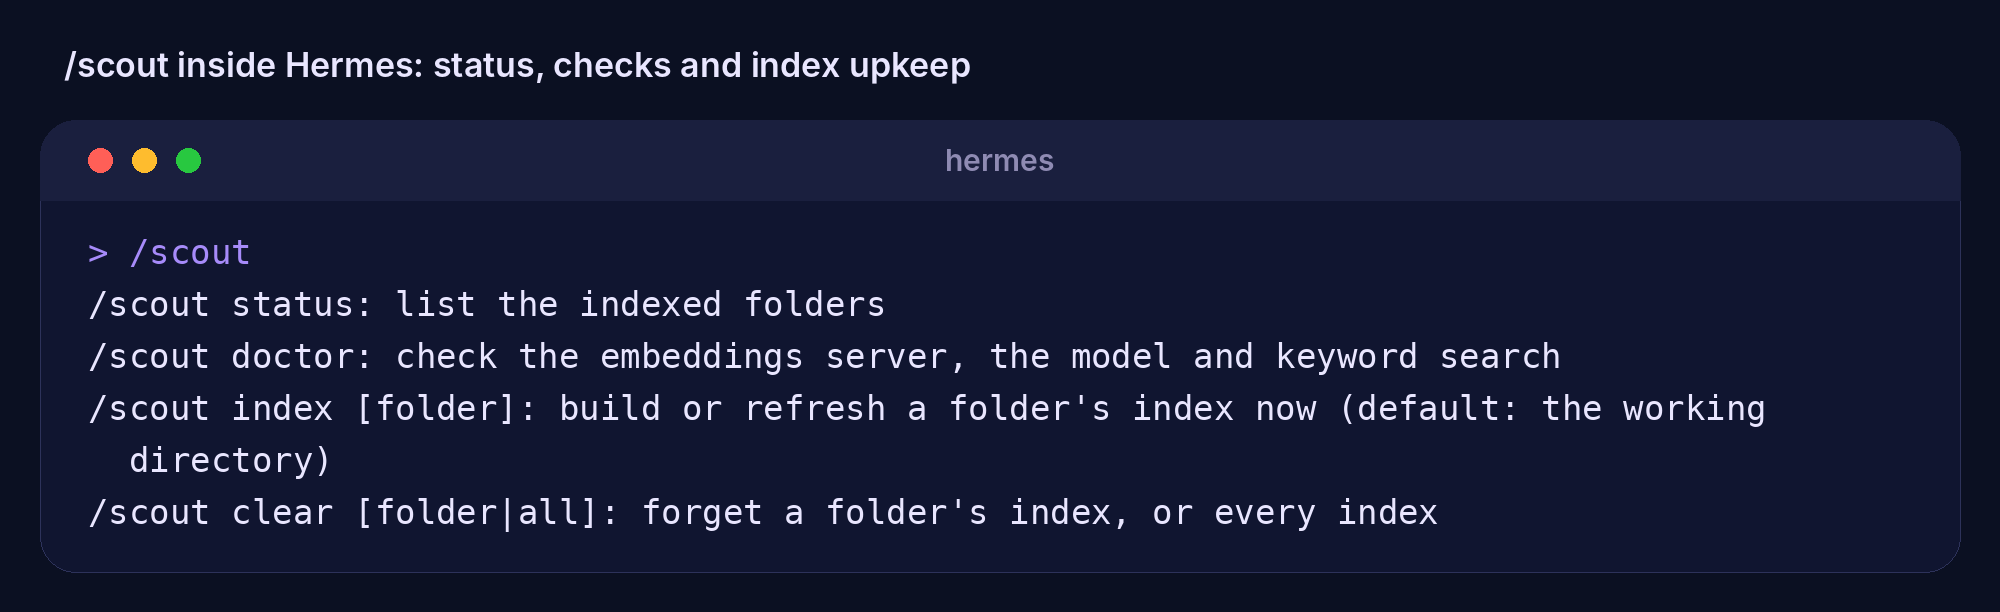 /scout inside Hermes: status, checks and index upkeep
hermes
> /scout
/scout status: list the indexed folders
/scout doctor: check the embeddings server, the model and keyword search
/scout index [folder]: build or refresh a folder's index now (default: the working
directory)
/scout clear [folder|all]: forget a folder's index, or every index